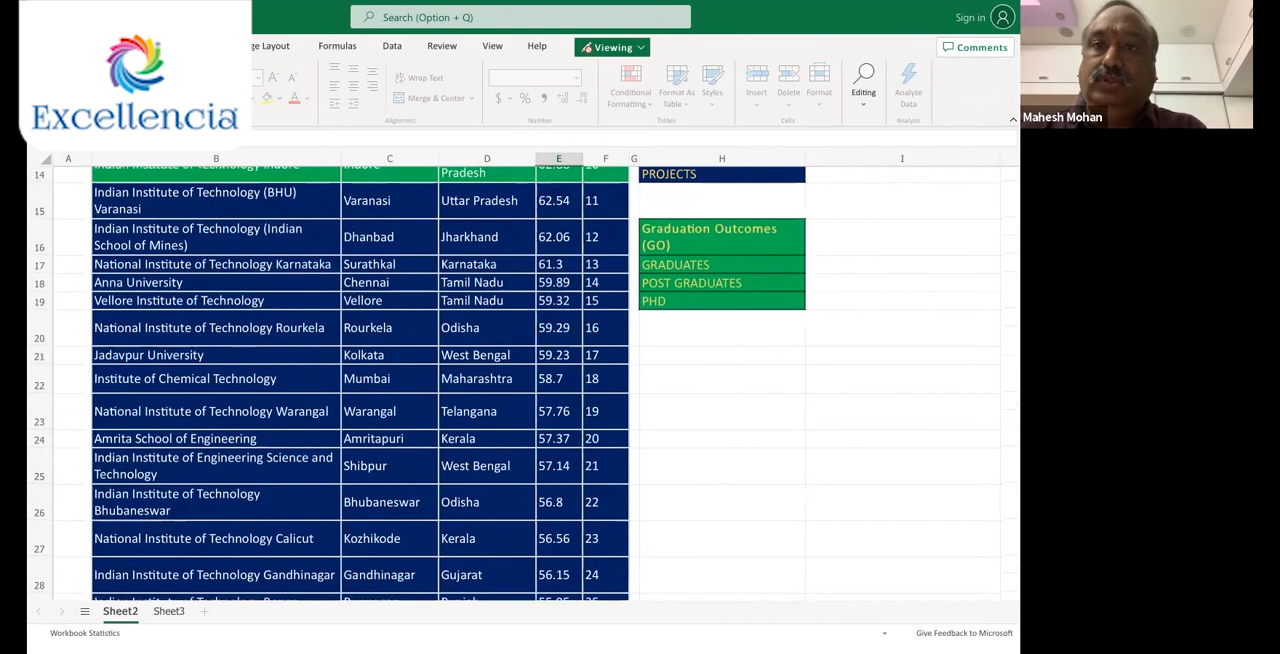 Excellencia
Search (Option + Q)
Sign in
ge Layout
Formulas
Data
Review
View
Help
Viewing
Comments
Wrap Text
Merge & Center
Alignment
$
%
Number
Conditional
Formatting
Format As
Table
Styles
Tables
Insert
Delete
Format
Cells
Editing
Analyze
Data
Analysis
Mahesh Mohan
A B C D E F G H I
14 Indian Institute of Technology Indore Indore Pradesh PROJECTS
15 Indian Institute of Technology (BHU)
Varanasi Varanasi Uttar Pradesh 62.54 11
16 Indian Institute of Technology (Indian
School of Mines) Dhanbad Jharkhand 62.06 12 Graduation Outcomes
(GO)
17 National Institute of Technology Karnataka Surathkal Karnataka 61.3 13 GRADUATES
18 Anna University Chennai Tamil Nadu 59.89 14 POST GRADUATES
19 Vellore Institute of Technology Vellore Tamil Nadu 59.32 15 PHD
20 National Institute of Technology Rourkela Rourkela Odisha 59.29 16
21 Jadavpur University Kolkata West Bengal 59.23 17
22 Institute of Chemical Technology Mumbai Maharashtra 58.7 18
23 National Institute of Technology Warangal Warangal Telangana 57.76 19
24 Amrita School of Engineering Amritapuri Kerala 57.37 20
25 Indian Institute of Engineering Science and
Technology Shibpur West Bengal 57.14 21
26 Indian Institute of Technology
Bhubaneswar Bhubaneswar Odisha 56.8 22
27 National Institute of Technology Calicut Kozhikode Kerala 56.56 23
28 Indian Institute of Technology Gandhinagar Gandhinagar Gujarat 56.15 24
Sheet2
Sheet3
Workbook Statistics
Give Feedback to Microsoft